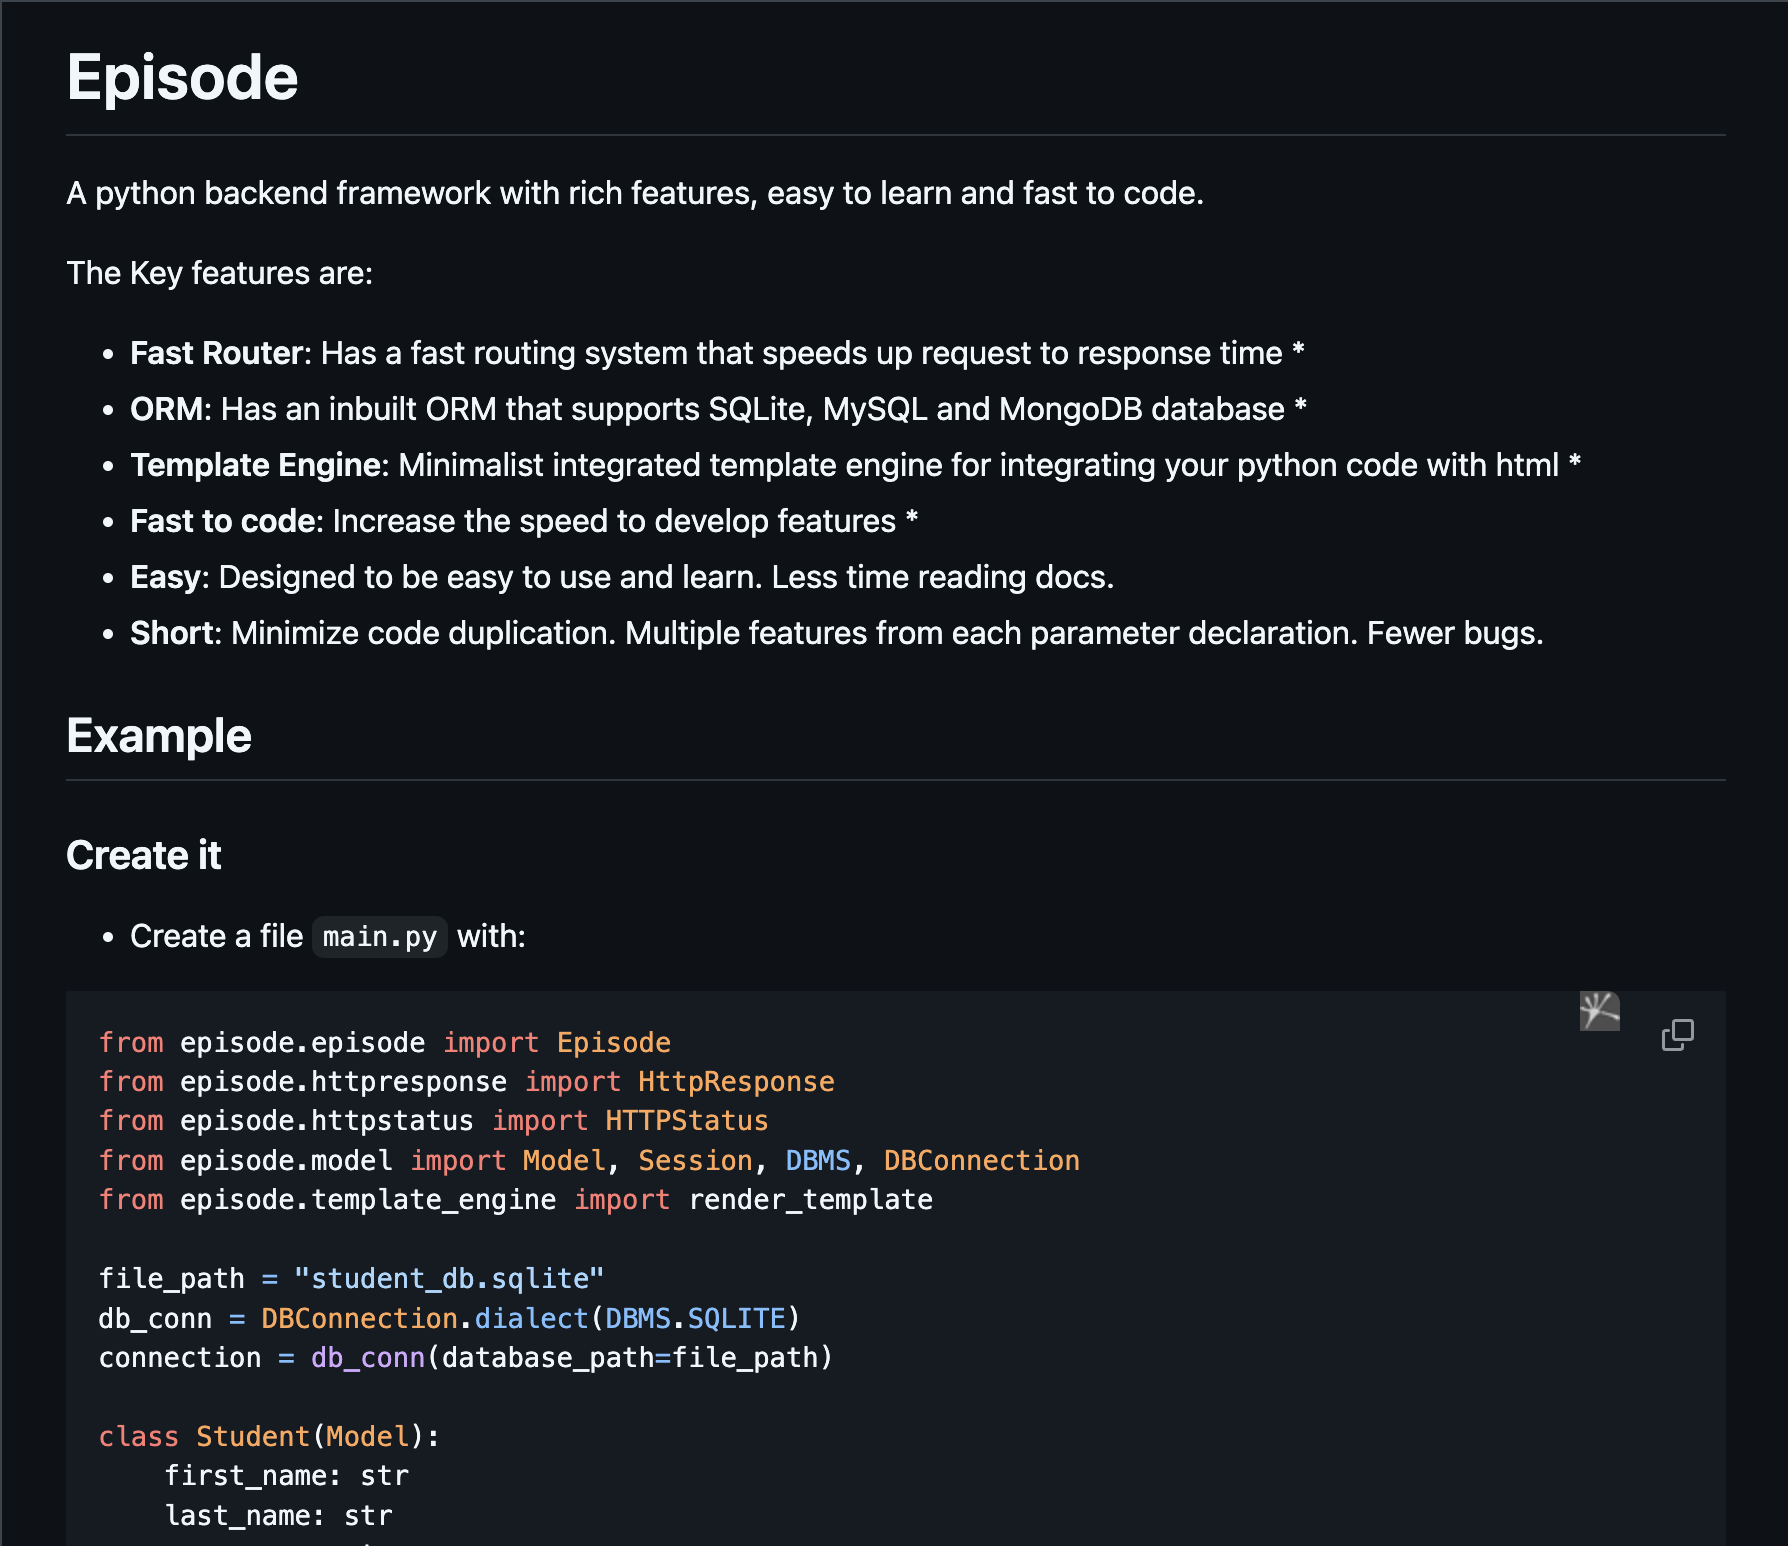 Episode
A python backend framework with rich features, easy to learn and fast to code.
The Key features are:
• Fast Router: Has a fast routing system that speeds up request to response time *
• ORM: Has an inbuilt ORM that supports SQLite, MySQL and MongoDB database *
• Template Engine: Minimalist integrated template engine for integrating your python code with html *
• Fast to code: Increase the speed to develop features *
• Easy: Designed to be easy to use and learn. Less time reading docs.
• Short: Minimize code duplication. Multiple features from each parameter declaration. Fewer bugs.
Example
Create it
• Create a file main.py with:
from episode.episode import Episode
from episode.httpresponse import HttpResponse
from episode.httpstatus import HTTPStatus
from episode.model import Model, Session, DBMS, DBConnection
from episode.template_engine import render_template
file_path = "student_db.sqlite"
db_conn = DBConnection.dialect(DBMS.SQLITE)
connection = db_conn(database_path=file_path)
class Student(Model):
    first_name: str
    last_name: str